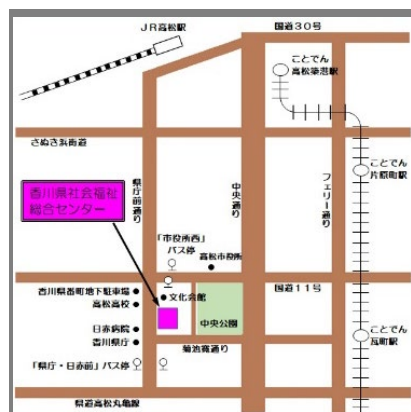 JR高松駅
国道30号
ことでん
高松築港駅
さぬき浜街道
県庁前通り
中央通り
フェリー通り
ことでん
片原町駅
香川県社会福祉
総合センター
「市役所西」
バス停
高松市役所
香川県番町地下駐車場
文化会館
国道11号
高松高校
中央公園
日赤病院
香川県庁
菊池寛通り
ことでん
瓦町駅
「県庁・日赤前」バス停
県道高松丸亀線